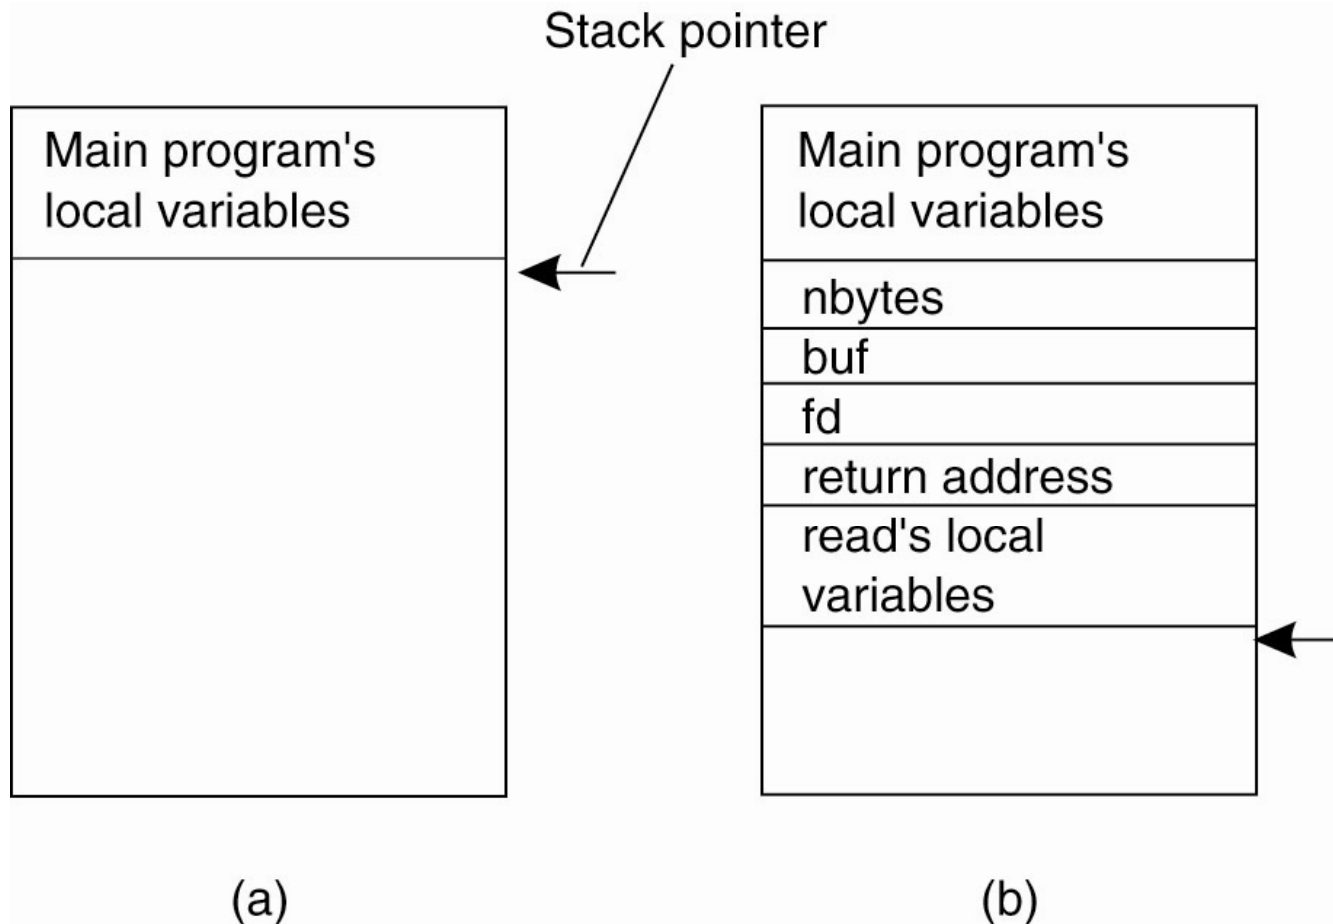 Stack pointer
Main program's
local variables
Main program's
local variables
nbytes
buf
fd
return address
read's local
variables
(a)
(b)